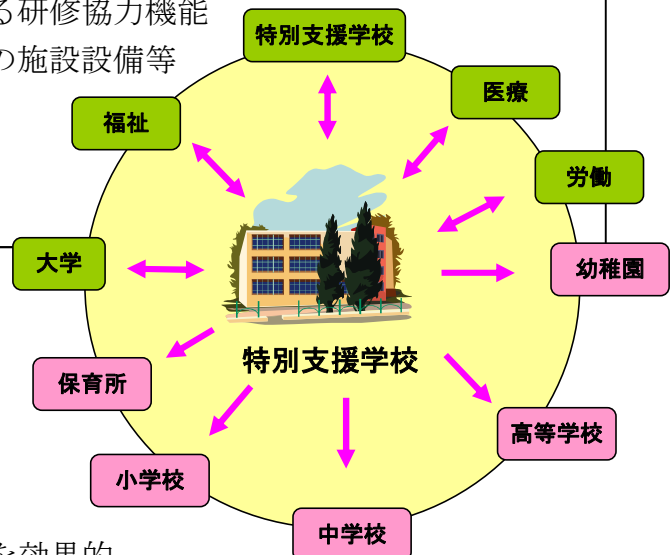 る研修協力機能
の施設設備等
特別支援学校
医療
福祉
労働
大学
幼稚園
特別支援学校
保育所
高等学校
小学校
中学校
を効果的